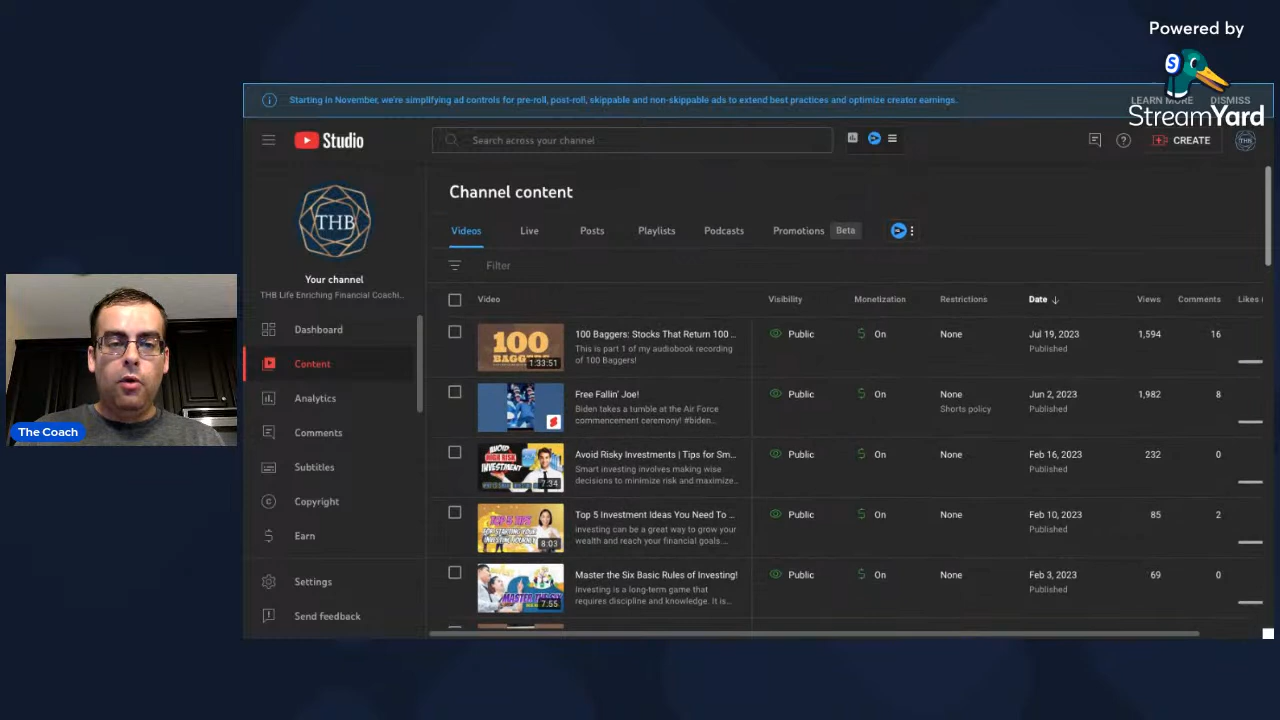 Powered by
StreamYard
Starting in November, we're simplifying ad controls for pre-roll, post-roll, skippable and non-skippable ads to extend best practices and optimize creator earnings.
LEARN MORE DISMISS
Studio
Search across your channel
CREATE
THB
Your channel
THB Life Enriching Financial Coachi...
Dashboard
Content
Analytics
Comments
Subtitles
Copyright
Earn
Settings
Send feedback
Channel content
Videos Live Posts Playlists Podcasts Promotions Beta
Filter
Video Visibility Monetization Restrictions Date Views Comments Likes
100 BAGGERS
1:33:51
100 Baggers: Stocks That Return 100 ...
This is part 1 of my audiobook recording
of 100 Baggers!
Public On None Jul 19, 2023 1,594 16
Published
Free Fallin' Joe!
Biden takes a tumble at the Air Force
commencement ceremony! #biden...
Public On None Jun 2, 2023 1,982 8
Shorts policy Published
AVOID HIGH RISK INVESTMENT
7:34
Avoid Risky Investments | Tips for Sm...
Smart investing involves making wise
decisions to minimize risk and maximize...
Public On None Feb 16, 2023 232 0
Published
8:03
Top 5 Investment Ideas You Need To ...
Investing can be a great way to grow your
wealth and reach your financial goals....
Public On None Feb 10, 2023 85 2
Published
7:55
Master the Six Basic Rules of Investing!
Investing is a long-term game that
requires discipline and knowledge. It is...
Public On None Feb 3, 2023 69 0
Published
The Coach